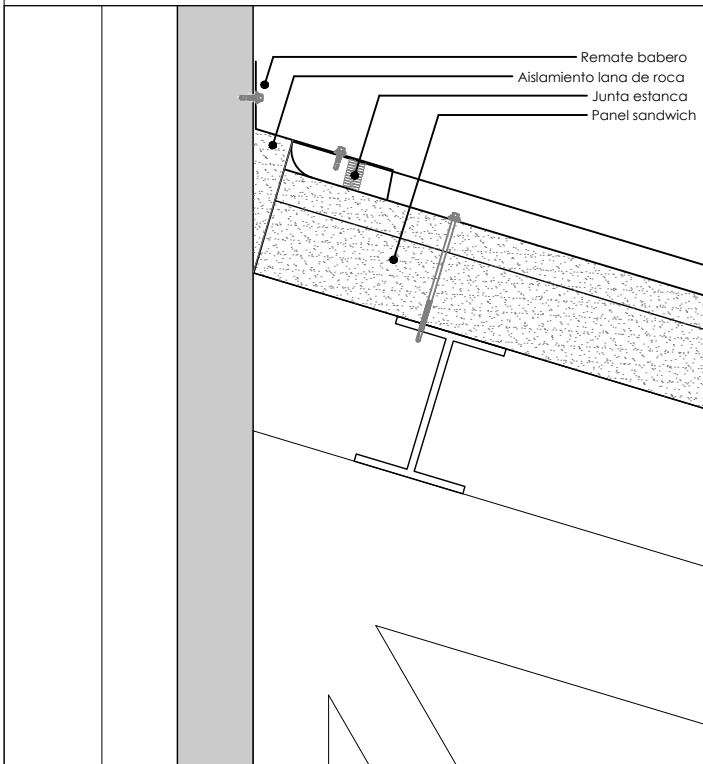 Remate babero
Aislamiento lana de roca
Junta estanca
Panel sandwich